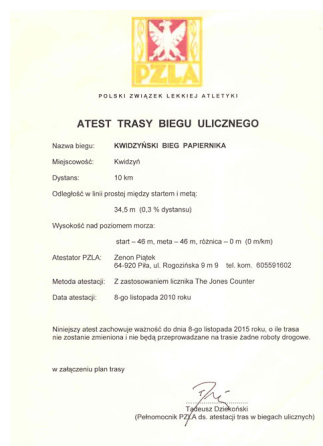 PZLA
POLSKI ZWIĄZEK LEKKIEJ ATLETYKI
ATEST TRASY BIEGU ULICZNEGO
Nazwa biegu: KWIDZYŃSKI BIEG PAPIERNIKA
Miejscowość: Kwidzyń
Dystans: 10 km
Odległość w linii prostej między startem i metą:
34,5 m (0,3 % dystansu)
Wysokość nad poziomem morza:
start – 46 m, meta – 46 m, różnica – 0 m (0 m/km)
Atestator PZLA: Zenon Piątek
64-920 Piła, ul. Rogozińska 9 m 9 tel. kom. 605591602
Metoda atestacji: Z zastosowaniem licznika The Jones Counter
Data atestacji: 8-go listopada 2010 roku
Niniejszy atest zachowuje ważność do dnia 8-go listopada 2015 roku, o ile trasa
nie zostanie zmieniona i nie będą przeprowadzane na trasie żadne roboty drogowe.
w załączeniu plan trasy
Tadeusz Dziekoński
(Pełnomocnik PZLA ds. atestacji tras w biegach ulicznych)